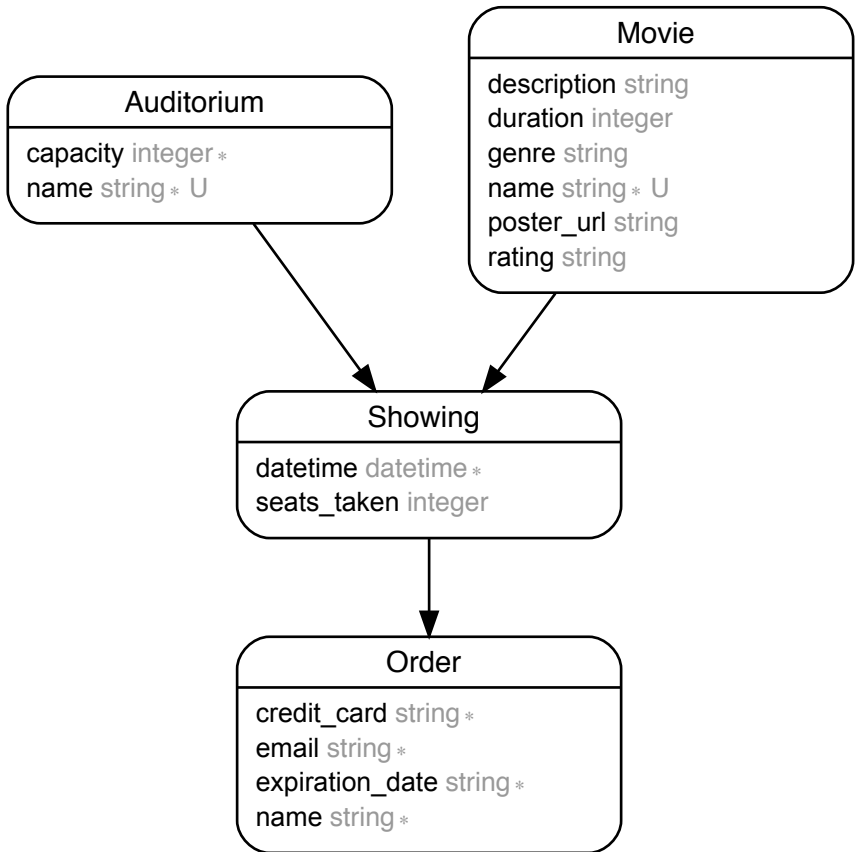 Auditorium
capacity integer *
name string * U
Movie
description string
duration integer
genre string
name string * U
poster_url string
rating string
Showing
datetime datetime *
seats_taken integer
Order
credit_card string *
email string *
expiration_date string *
name string *